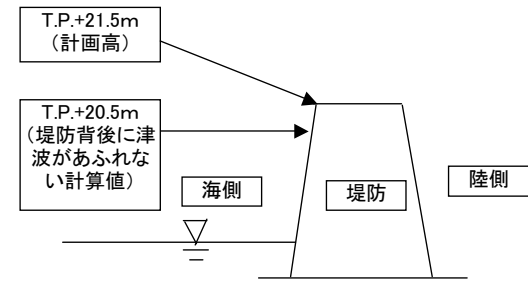 T.P.+21.5m
（計画高）
T.P.+20.5m
（堤防背後に津
波があふれな
い計算値）
海側
堤防
陸側